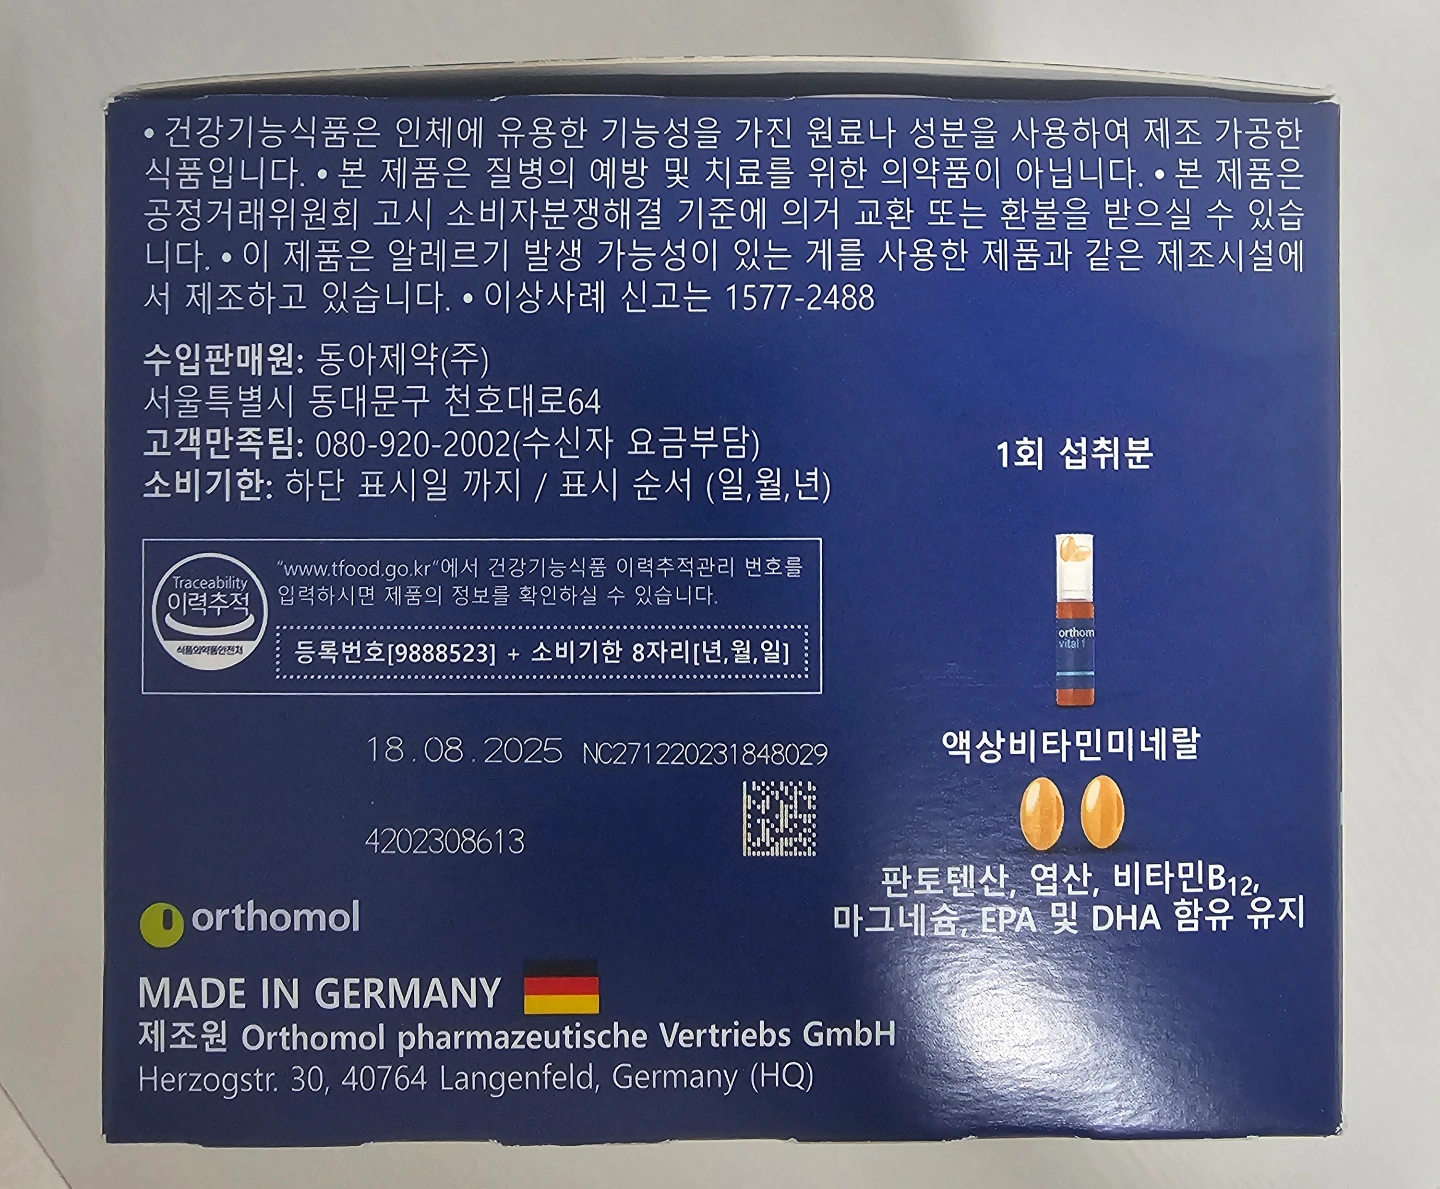 • 건강기능식품은 인체에 유용한 기능성을 가진 원료나 성분을 사용하여 제조 가공한
식품입니다. • 본 제품은 질병의 예방 및 치료를 위한 의약품이 아닙니다. • 본 제품은
공정거래위원회 고시 소비자분쟁해결 기준에 의거 교환 또는 환불을 받으실 수 있습
니다. • 이 제품은 알레르기 발생 가능성이 있는 게를 사용한 제품과 같은 제조시설에
서 제조하고 있습니다. • 이상사례 신고는 1577-2488
수입판매원: 동아제약(주)
서울특별시 동대문구 천호대로64
고객만족팀: 080-920-2002(수신자 요금부담)
소비기한: 하단 표시일 까지 / 표시 순서 (일,월,년)
Traceability
이력추적
식품의약품안전처
"www.tfood.go.kr"에서 건강기능식품 이력추적관리 번호를
입력하시면 제품의 정보를 확인하실 수 있습니다.
등록번호[9888523] + 소비기한 8자리[년,월,일]
18.08.2025 NC271220231848029
4202308613
orthomol
MADE IN GERMANY
제조원 Orthomol pharmazeutische Vertriebs GmbH
Herzogstr. 30, 40764 Langenfeld, Germany (HQ)
1회 섭취분
orthom
vital f
액상비타민미네랄
판토텐산, 엽산, 비타민B12,
마그네슘, EPA 및 DHA 함유 유지